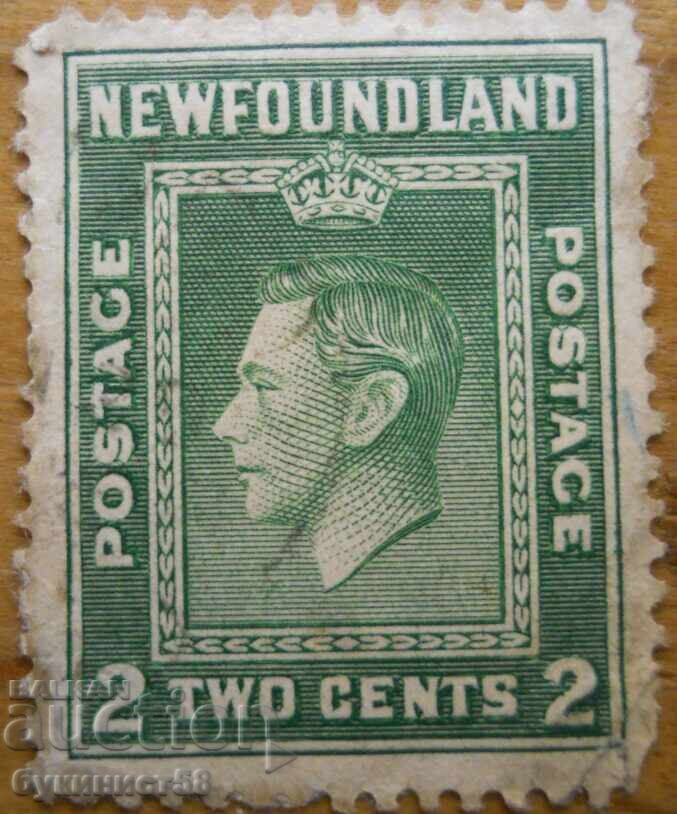 NEWFOUNDLAND
POSTAGE
POSTAGE
2 TWO CENTS 2
BALKAN
auction
букинист58